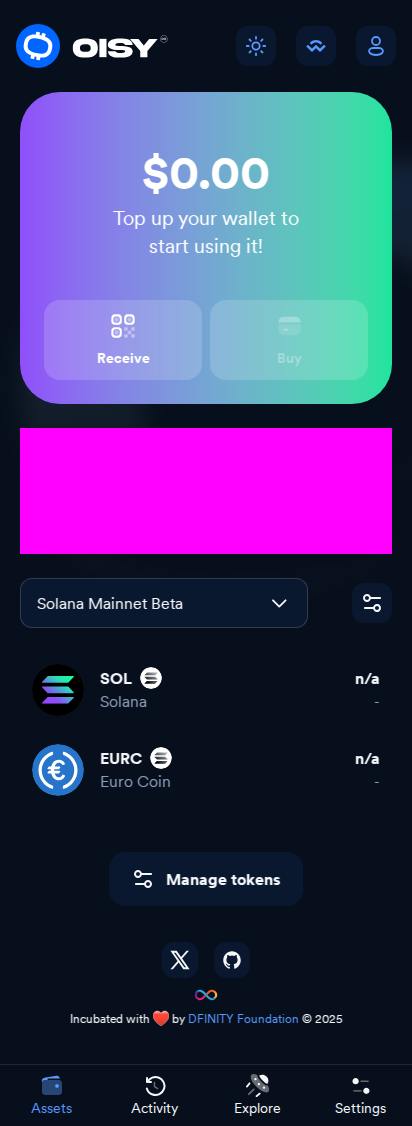 OISY
$0.00
Top up your wallet to
start using it!
Receive
Buy
Solana Mainnet Beta
SOL
n/a
Solana
-
EURC
n/a
Euro Coin
-
Manage tokens
Incubated with ❤️ by DFINITY Foundation © 2025
Assets
Activity
Explore
Settings